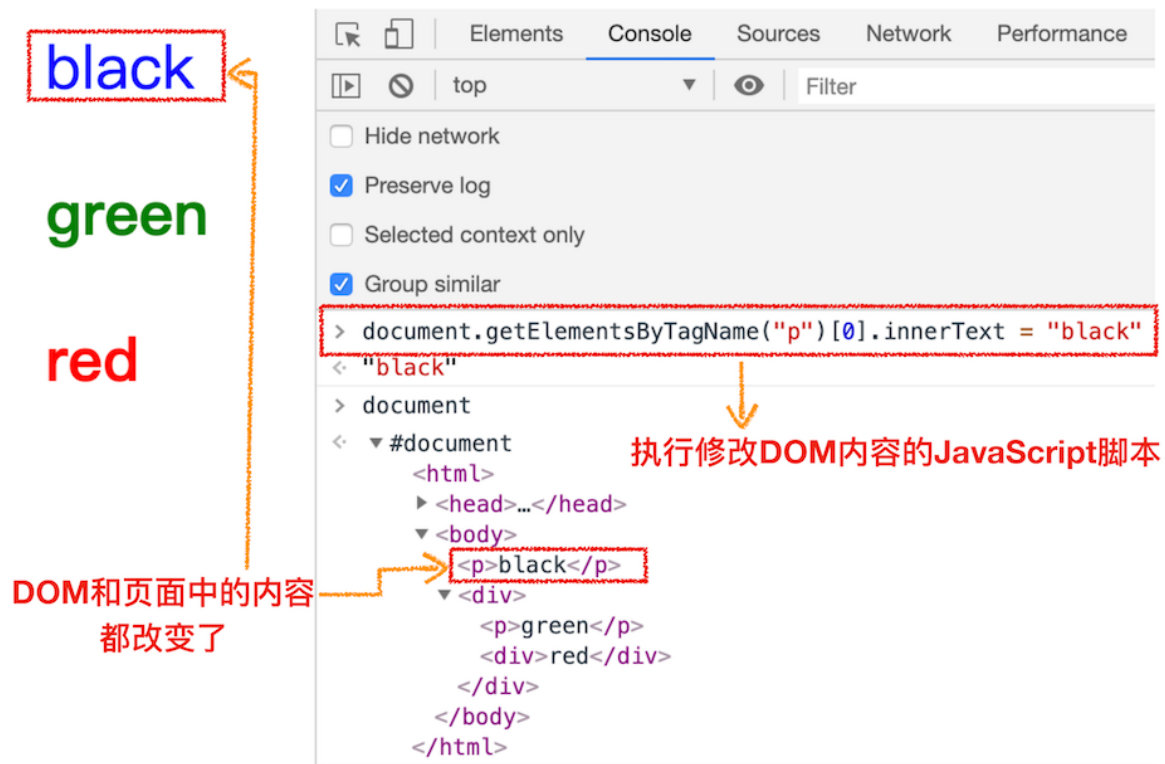 black
green
red
DOM和页面中的内容
都改变了
Elements Console Sources Network Performance
top ▼ Filter
Hide network
Preserve log
Selected context only
Group similar
> document.getElementsByTagName("p")[0].innerText = "black"
<· "black"
> document
<· ▼ #document
<html>
▶ <head>…</head>
▼ <body>
<p>black</p>
▼ <div>
<p>green</p>
<div>red</div>
</div>
</body>
</html>
执行修改DOM内容的JavaScript脚本